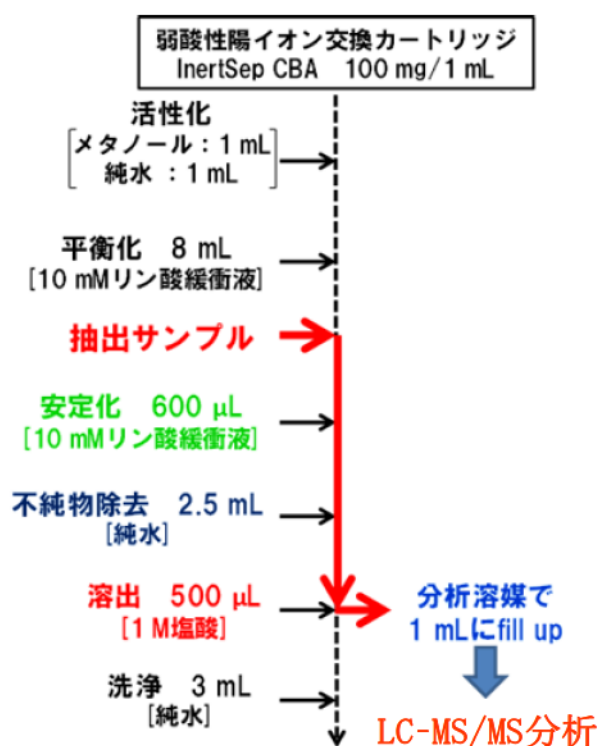 弱酸性陽イオン交換カートリッジ
InertSep CBA 100 mg/1 mL
活性化
メタノール：1 mL
純水 ：1 mL
平衡化 8 mL
[10 mMリン酸緩衝液]
抽出サンプル
安定化 600 μL
[10 mMリン酸緩衝液]
不純物除去 2.5 mL
[純水]
溶出 500 μL
[1 M塩酸]
分析溶媒で
1 mLにfill up
洗浄 3 mL
[純水]
LC-MS/MS分析